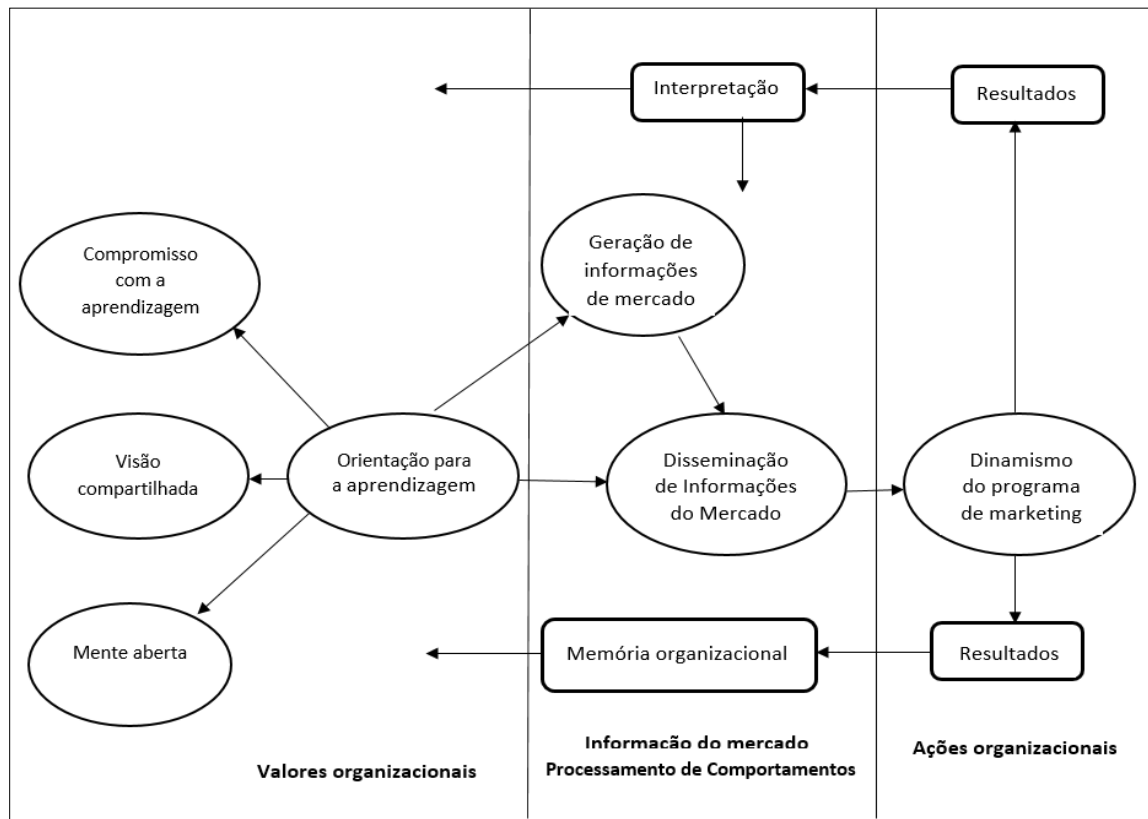 Interpretação
Resultados
Compromisso
com a
aprendizagem
Geração de
informações
de mercado
Visão
compartilhada
Orientação para
a aprendizagem
Disseminação
de Informações
do Mercado
Dinamismo
do programa
de marketing
Mente aberta
Memória organizacional
Resultados
Valores organizacionais
Informação do mercado
Processamento de Comportamentos
Ações organizacionais